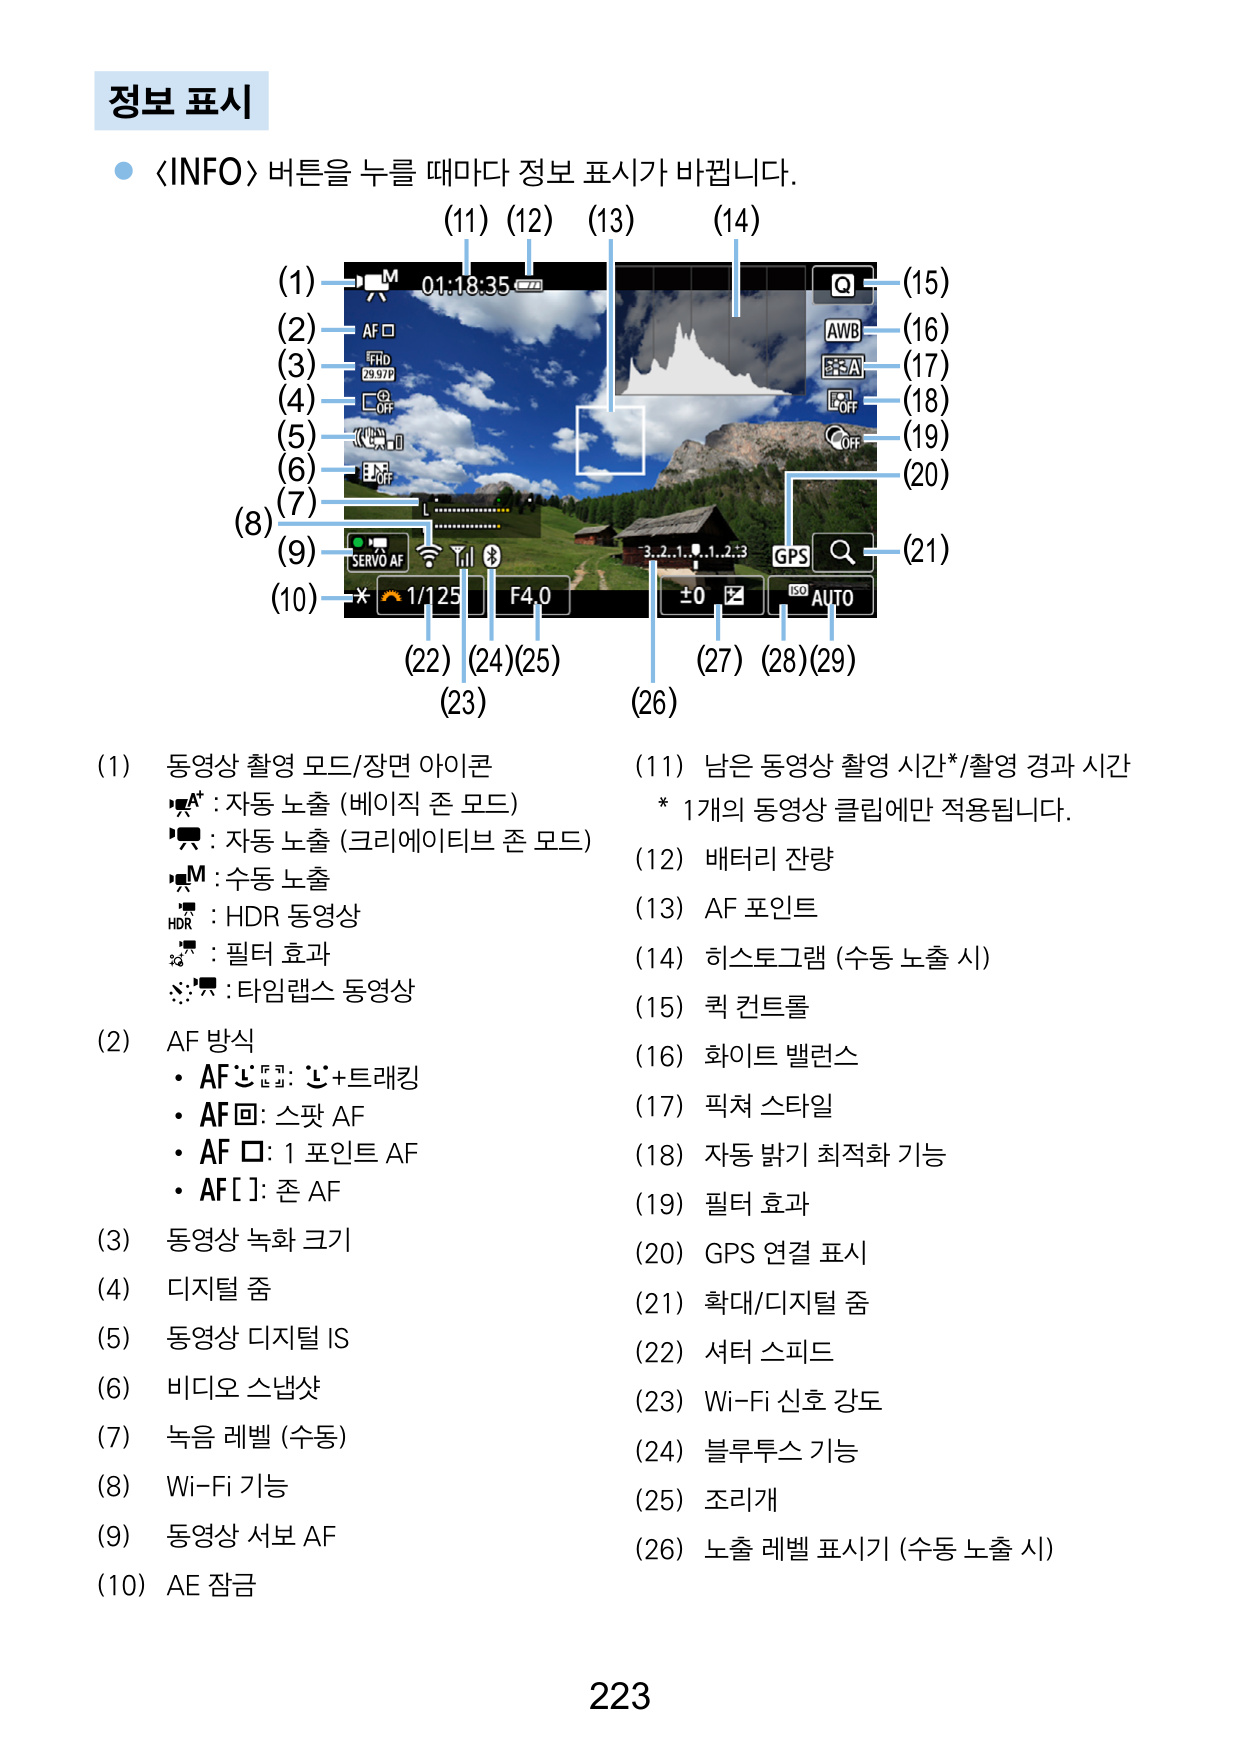 정보 표시
● <INFO> 버튼을 누를 때마다 정보 표시가 바뀝니다.
(11) (12) (13) (14)
(1) M 01:18:35 Q (15)
(2) AF AWB (16)
(3) FHD 29.97P A (17)
(4) OFF OFF (18)
(5) OFF (19)
(6) OFF (20)
(7) L
(8)
(9) SERVO AF -3..2..1..0..1..2..:3 GPS (21)
(10) 1/125 F4.0 ±0 ISO AUTO
(22) (24) (25) (27) (28) (29)
(23) (26)
(1) 동영상 촬영 모드/장면 아이콘
A+ : 자동 노출 (베이직 존 모드)
: 자동 노출 (크리에이티브 존 모드)
M : 수동 노출
HDR : HDR 동영상
: 필터 효과
: 타임랩스 동영상
(2) AF 방식
• AF: +트래킹
• AF: 스팟 AF
• AF: 1 포인트 AF
• AF[ ]: 존 AF
(3) 동영상 녹화 크기
(4) 디지털 줌
(5) 동영상 디지털 IS
(6) 비디오 스냅샷
(7) 녹음 레벨 (수동)
(8) Wi-Fi 기능
(9) 동영상 서보 AF
(10) AE 잠금
(11) 남은 동영상 촬영 시간*/촬영 경과 시간
* 1개의 동영상 클립에만 적용됩니다.
(12) 배터리 잔량
(13) AF 포인트
(14) 히스토그램 (수동 노출 시)
(15) 퀵 컨트롤
(16) 화이트 밸런스
(17) 픽쳐 스타일
(18) 자동 밝기 최적화 기능
(19) 필터 효과
(20) GPS 연결 표시
(21) 확대/디지털 줌
(22) 셔터 스피드
(23) Wi-Fi 신호 강도
(24) 블루투스 기능
(25) 조리개
(26) 노출 레벨 표시기 (수동 노출 시)
223